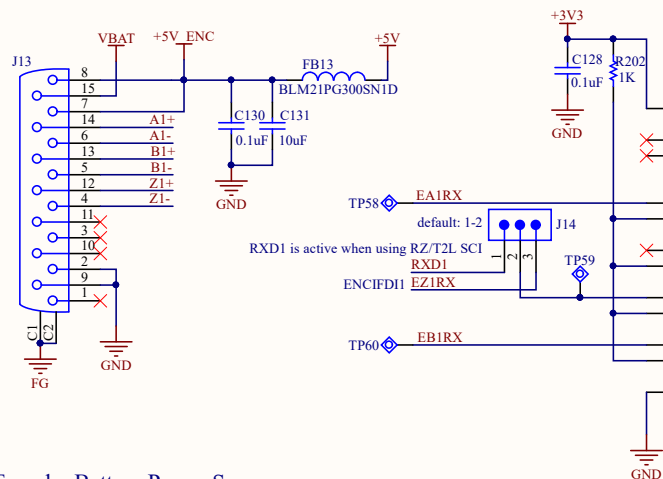 J13
VBAT
+5V_ENC
+5V
FB13
BLM21PG300SN1D
C130
0.1uF
C131
10uF
GND
8
15
7
14 A1+
6 A1-
13 B1+
5 B1-
12 Z1+
4 Z1-
11
3
10
2
9
1
C1
C2
FG
GND
+3V3
C128
0.1uF
R202
1K
GND
TP58
EA1RX
default: 1-2
J14
RXD1 is active when using RZ/T2L SCI
1
2
3
TP59
RXD1
ENCIFDI1
EZ1RX
TP60
EB1RX
GND